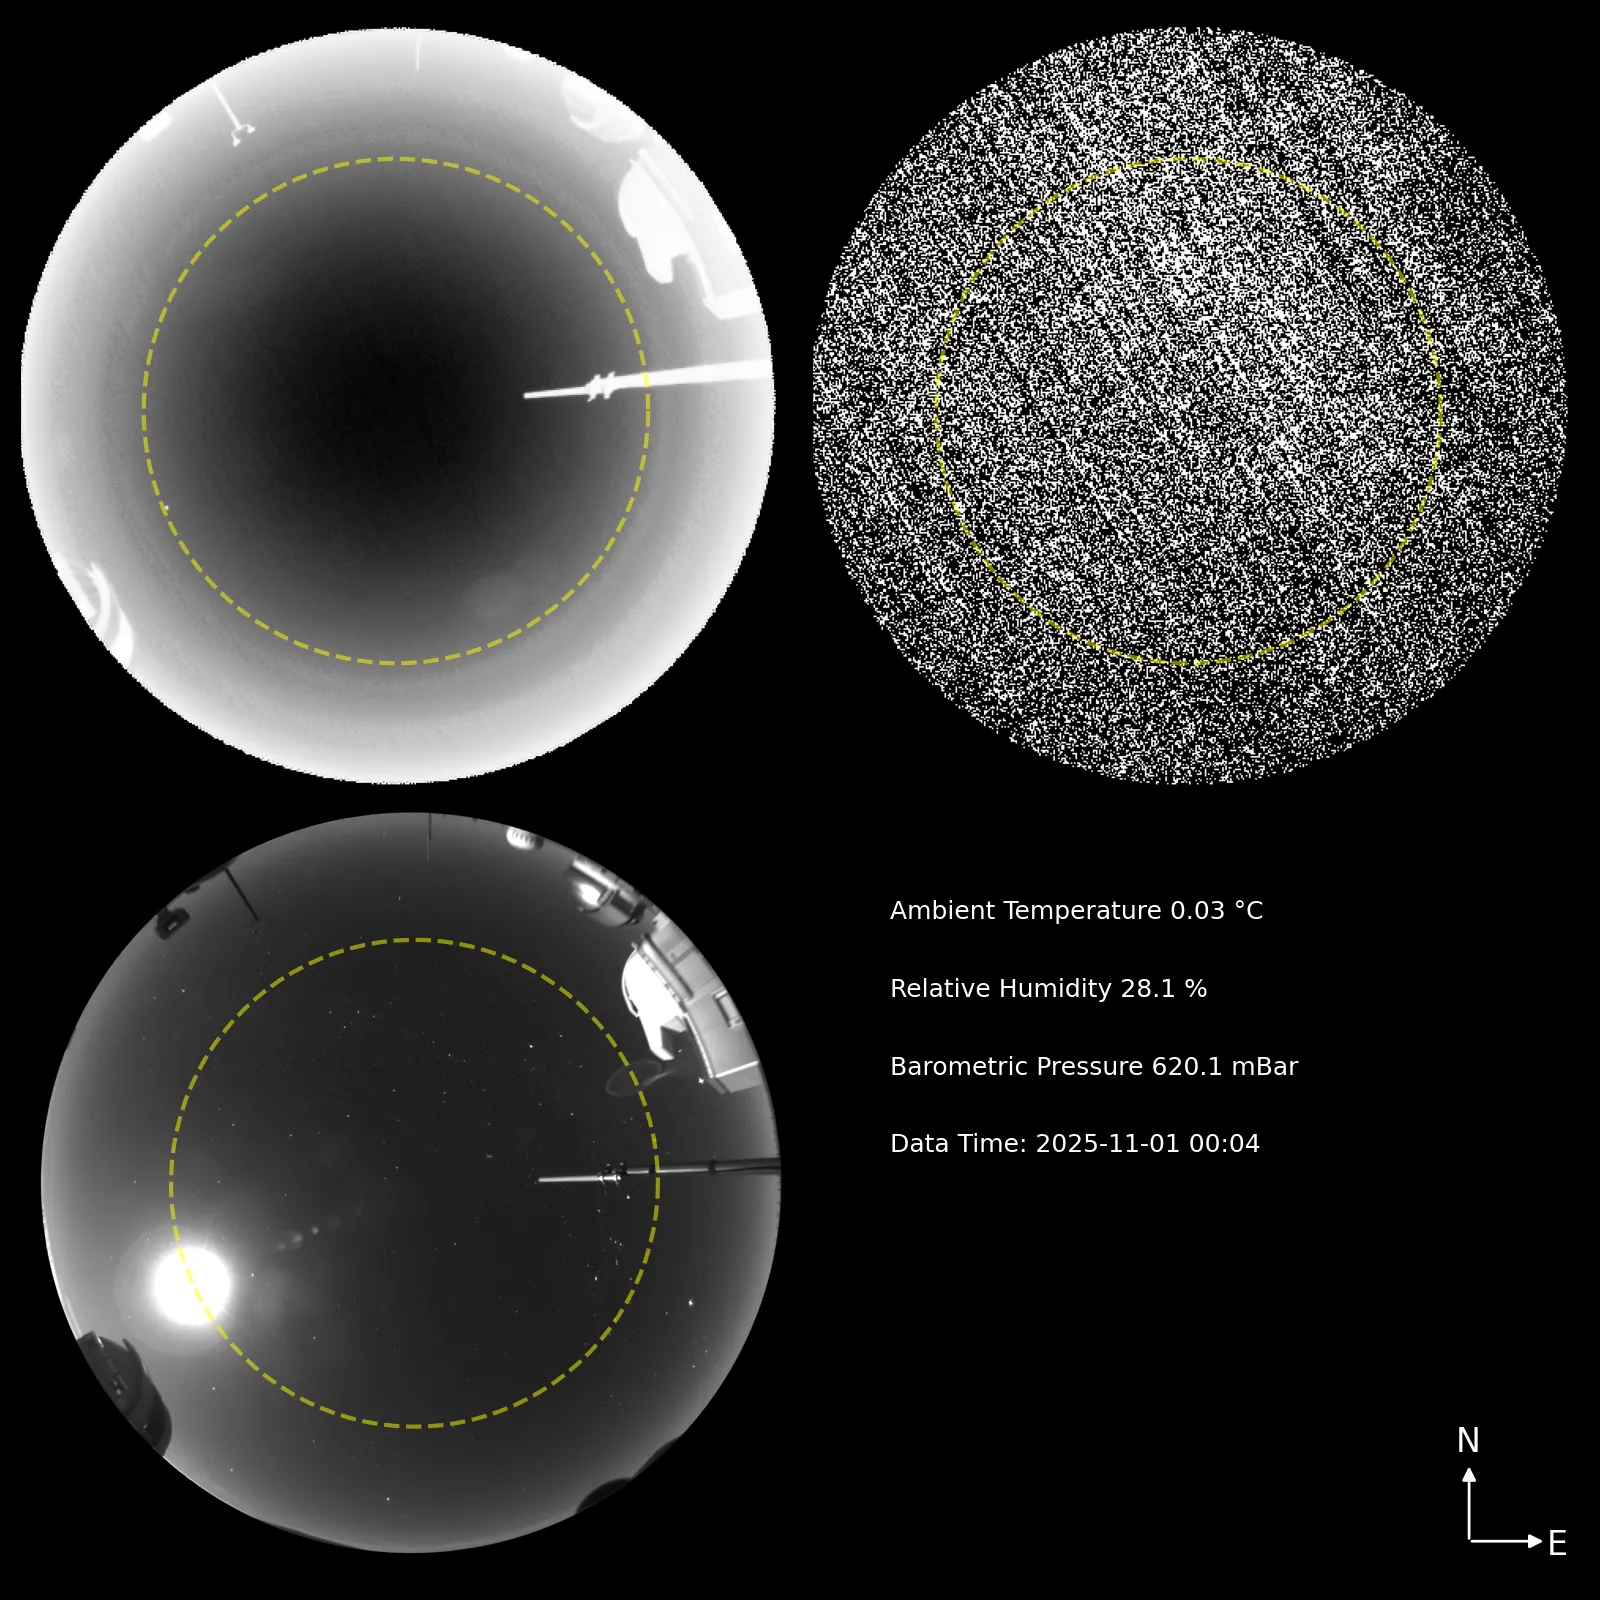 Ambient Temperature 0.03 °C
Relative Humidity 28.1 %
Barometric Pressure 620.1 mBar
Data Time: 2025-11-01 00:04
N
E